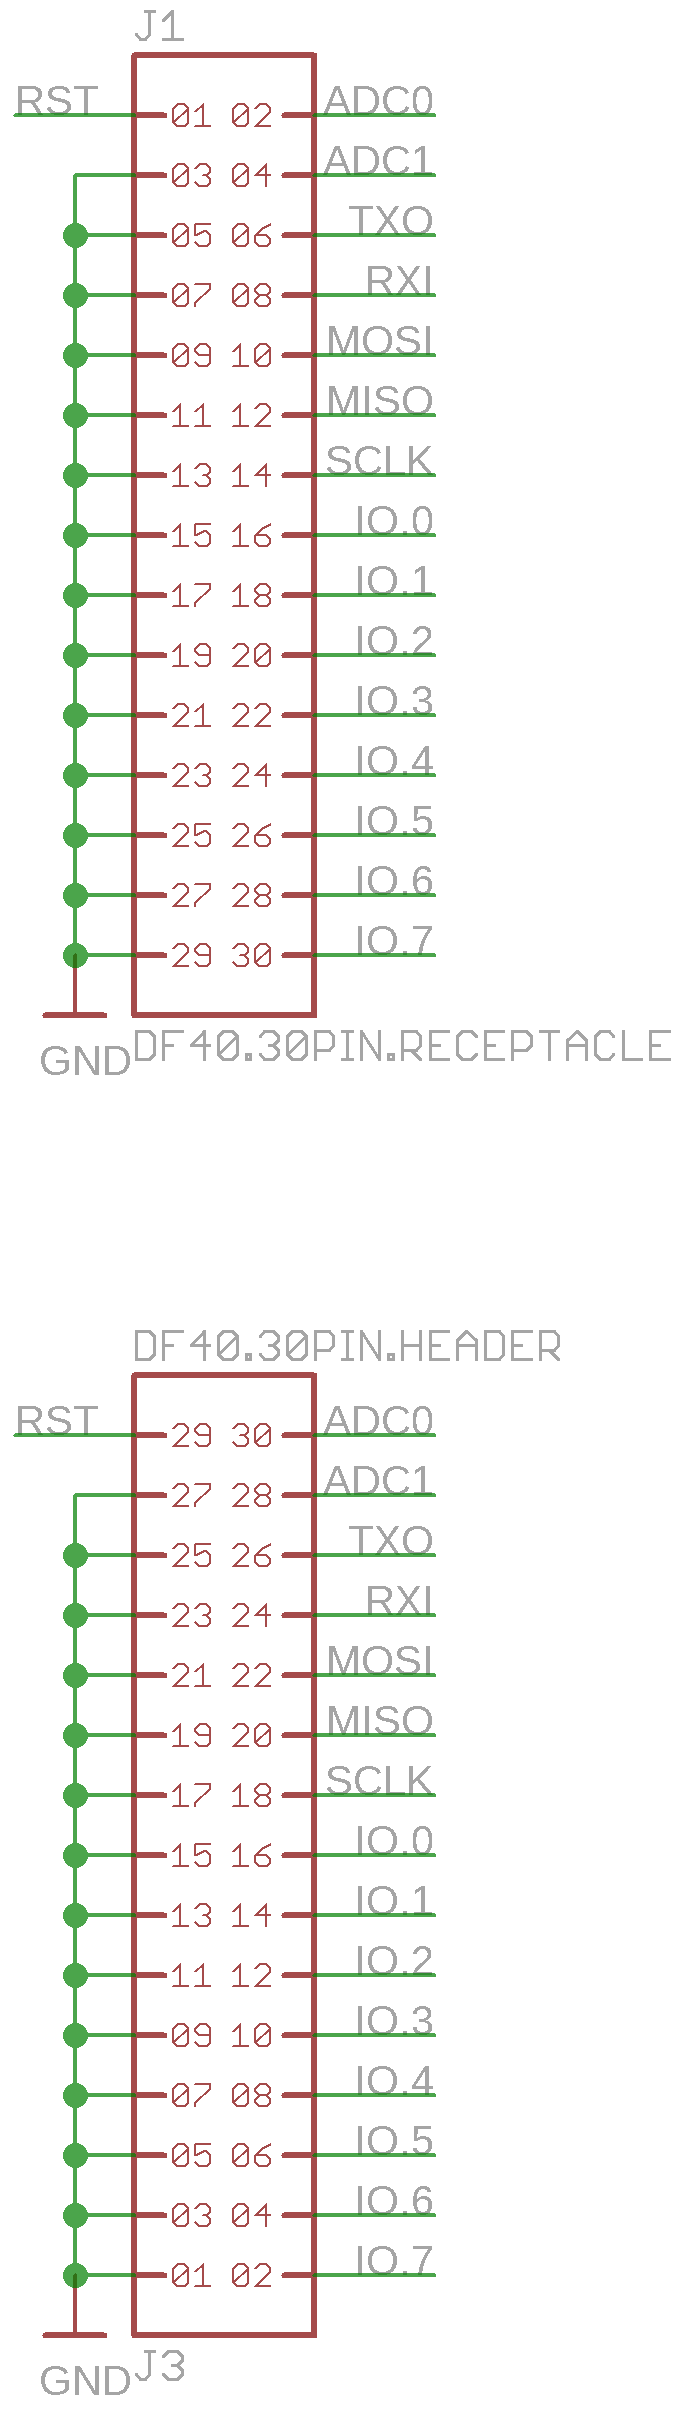 J1
RST 01 02 ADC0
03 04 ADC1
05 06 TXO
07 08 RXI
09 10 MOSI
11 12 MISO
13 14 SCLK
15 16 IO.0
17 18 IO.1
19 20 IO.2
21 22 IO.3
23 24 IO.4
25 26 IO.5
27 28 IO.6
29 30 IO.7
GND DF40.30PIN.RECEPTACLE
DF40.30PIN.HEADER
RST 29 30 ADC0
27 28 ADC1
25 26 TXO
23 24 RXI
21 22 MOSI
19 20 MISO
17 18 SCLK
15 16 IO.0
13 14 IO.1
11 12 IO.2
09 10 IO.3
07 08 IO.4
05 06 IO.5
03 04 IO.6
01 02 IO.7
GND J3